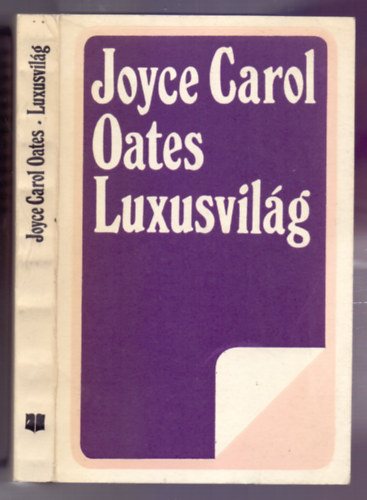 Joyce Carol Oates · Luxusvilág
Joyce Carol
Oates
Luxusvilág